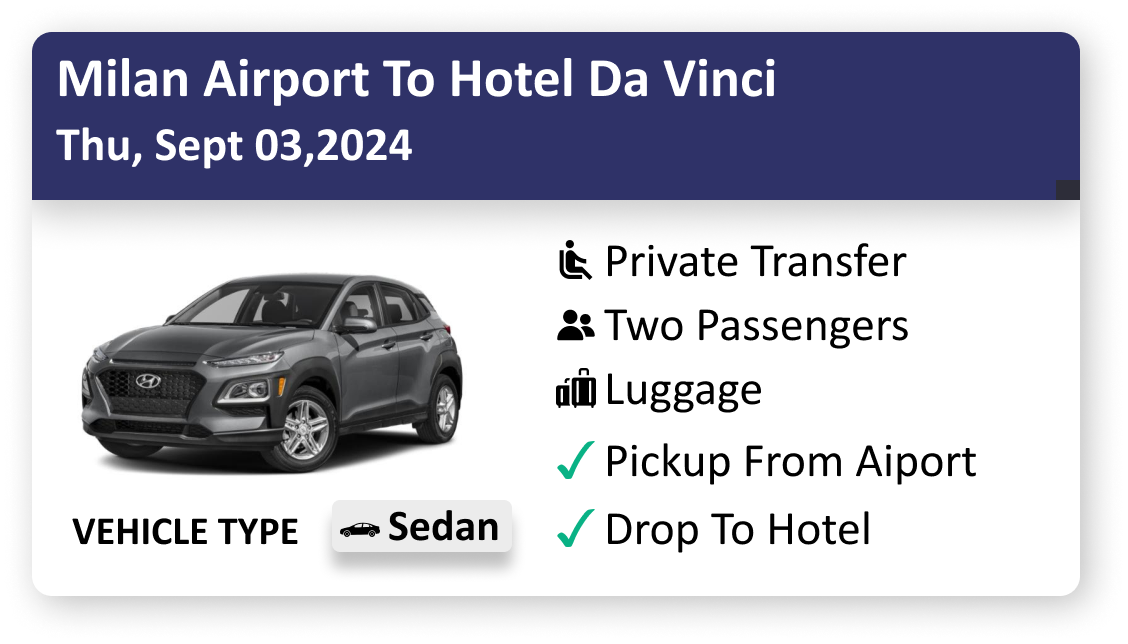 Milan Airport To Hotel Da Vinci
Thu, Sept 03,2024
Private Transfer
Two Passengers
Luggage
Pickup From Aiport
Drop To Hotel
VEHICLE TYPE
Sedan